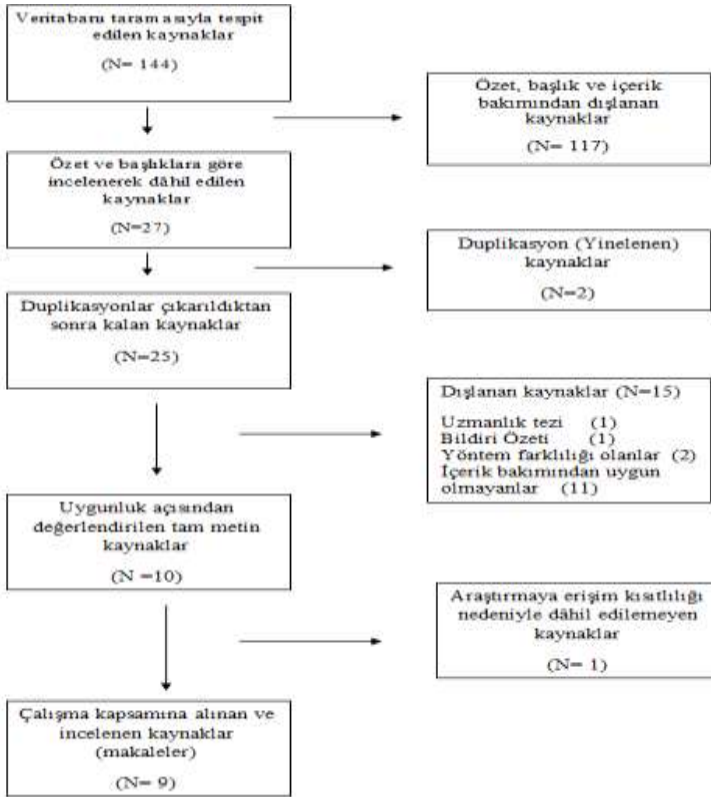 Veritabanı taramasıyla tespit
edilen kaynaklar
(N= 144)
Özet, başlık ve içerik
bakımından dışlanan
kaynaklar
(N= 117)
Özet ve başlıklara göre
incelenerek dâhil edilen
kaynaklar
(N=27)
Duplikasyon (Yinelenen)
kaynaklar
(N=2)
Duplikasyonlar çıkarıldıktan
sonra kalan kaynaklar
(N=25)
Dışlanan kaynaklar (N=15)
Uzmanlık tezi (1)
Bildiri Özeti (1)
Yöntem farklılığı olanlar (2)
İçerik bakımından uygun
olmayanlar (11)
Uygunluk açısından
değerlendirilen tam metin
kaynaklar
(N =10)
Araştırmaya erişim kısıtlılığı
nedeniyle dâhil edilemeyen
kaynaklar
(N= 1)
Çalışma kapsamına alınan ve
incelenen kaynaklar
(makaleler)
(N= 9)